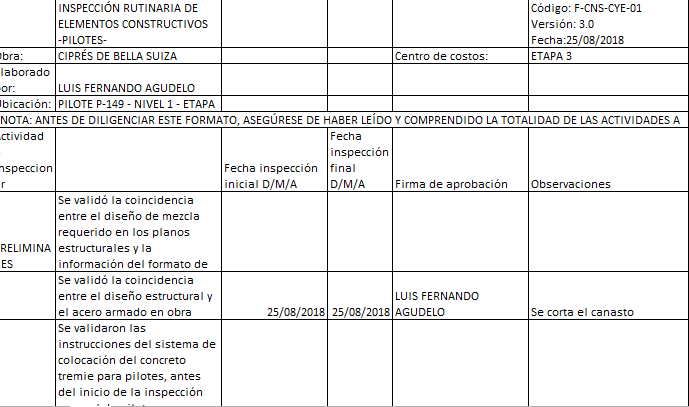 INSPECCIÓN RUTINARIA DE
ELEMENTOS CONSTRUCTIVOS
-PILOTES-
Código: F-CNS-CYE-01
Versión: 3.0
Fecha:25/08/2018
Obra: CIPRÉS DE BELLA SUIZA Centro de costos: ETAPA 3
laborado
por: LUIS FERNANDO AGUDELO
Ubicación: PILOTE P-149 - NIVEL 1 - ETAPA
NOTA: ANTES DE DILIGENCIAR ESTE FORMATO, ASEGÚRESE DE HABER LEÍDO Y COMPRENDIDO LA TOTALIDAD DE LAS ACTIVIDADES A
Actividad
nspeccion
r
Fecha inspección
inicial D/M/A
Fecha
inspección
final
D/M/A
Firma de aprobación
Observaciones
RELIMINA
RES
Se validó la coincidencia
entre el diseño de mezcla
requerido en los planos
estructurales y la
información del formato de
Se validó la coincidencia
entre el diseño estructural y
el acero armado en obra
25/08/2018
25/08/2018
LUIS FERNANDO
AGUDELO
Se corta el canasto
Se validaron las
instrucciones del sistema de
colocación del concreto
tremie para pilotes, antes
del inicio de la inspección